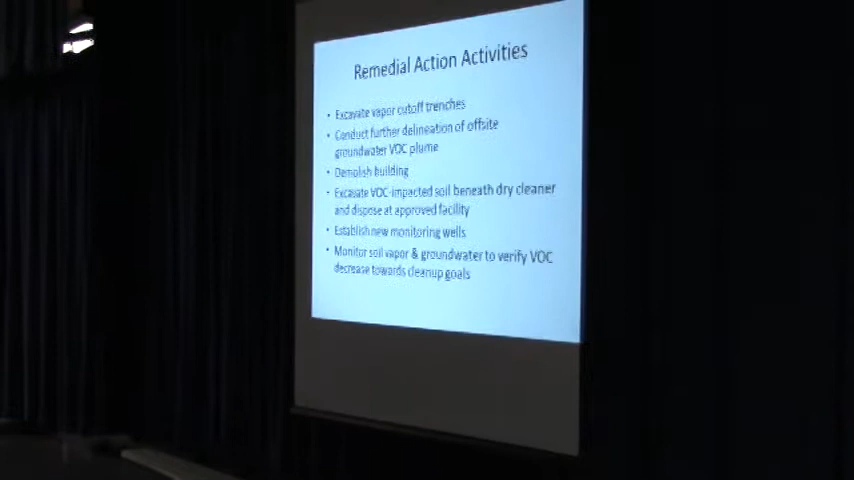 Remedial Action Activities
• Excavate vapor cutoff trenches
• Conduct further delineation of offsite
groundwater VOC plume
• Demolish building
• Excavate VOC-impacted soil beneath dry cleaner
and dispose at approved facility
• Establish new monitoring wells
• Monitor soil vapor & groundwater to verify VOC
decrease towards cleanup goals